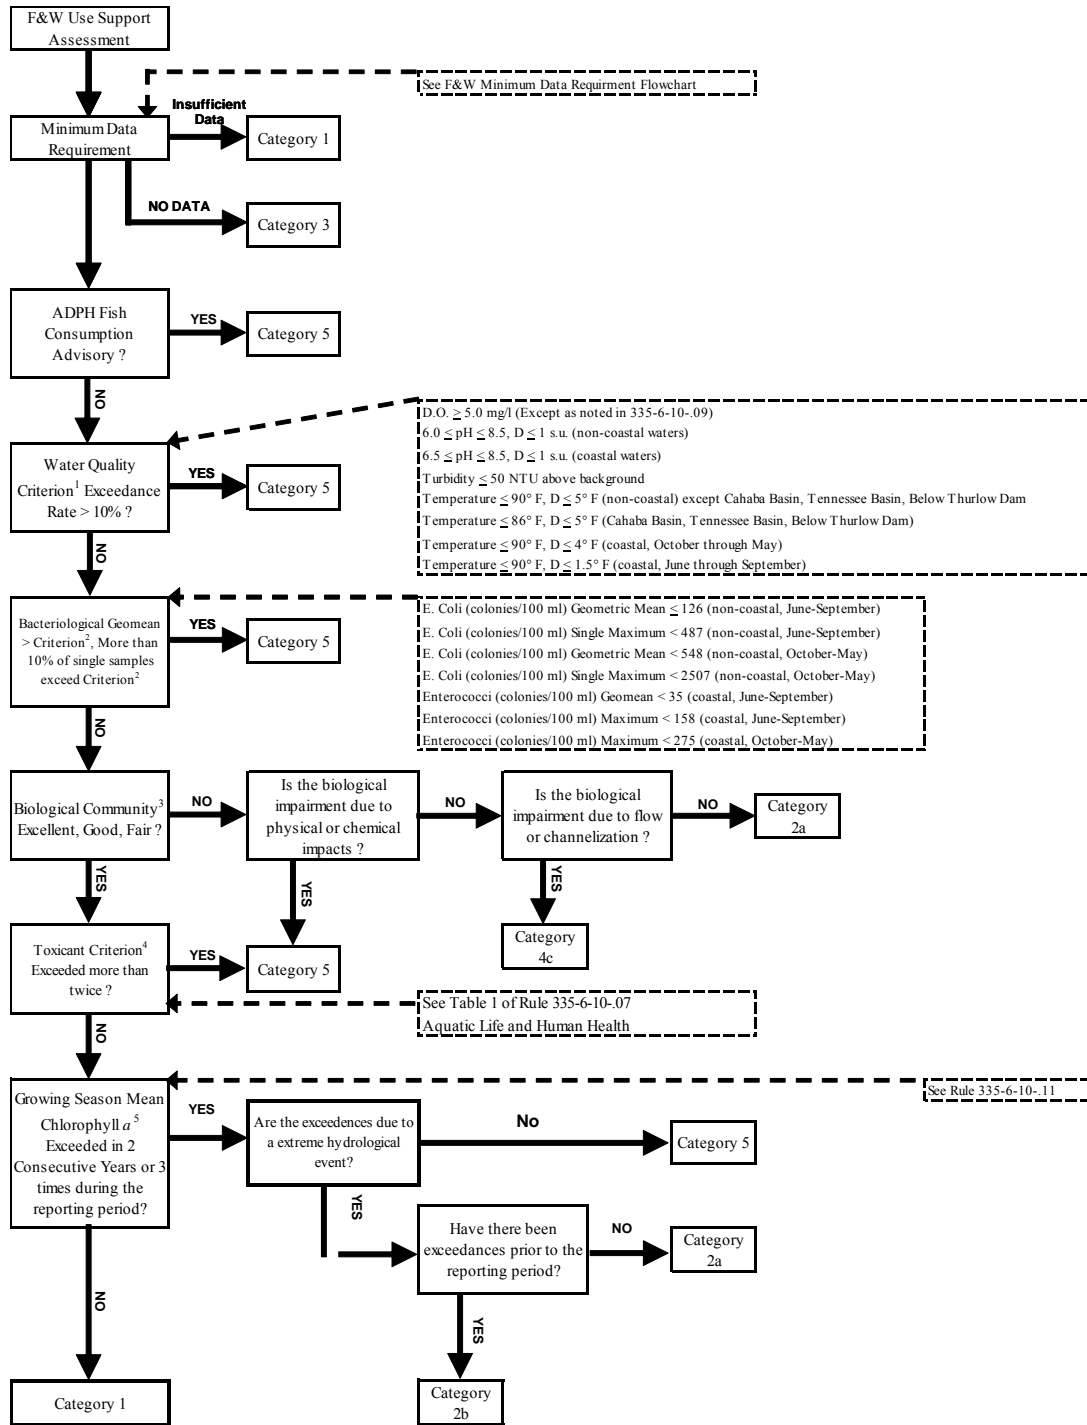 F&W Use Support
Assessment
See F&W Minimum Data Requirment Flowchart
Insufficient
Data
Minimum Data
Requirement
Category 1
NO DATA
Category 3
ADPH Fish
Consumption
Advisory ?
YES
Category 5
NO
D.O. ≥ 5.0 mg/l (Except as noted in 335-6-10-.09)
6.0 ≤ pH ≤ 8.5, D ≤ 1 s.u. (non-coastal waters)
6.5 ≤ pH ≤ 8.5, D ≤ 1 s.u. (coastal waters)
Turbidity ≤ 50 NTU above background
Temperature ≤ 90° F, D ≤ 5° F (non-coastal) except Cahaba Basin, Tennessee Basin, Below Thurlow Dam
Temperature ≤ 86° F, D ≤ 5° F (Cahaba Basin, Tennessee Basin, Below Thurlow Dam)
Temperature ≤ 90° F, D ≤ 4° F (coastal, October through May)
Temperature ≤ 90° F, D ≤ 1.5° F (coastal, June through September)
Water Quality
Criterion¹ Exceedance
Rate > 10% ?
YES
Category 5
NO
Bacteriological Geomean
> Criterion², More than
10% of single samples
exceed Criterion²
YES
Category 5
E. Coli (colonies/100 ml) Geometric Mean ≤ 126 (non-coastal, June-September)
E. Coli (colonies/100 ml) Single Maximum < 487 (non-coastal, June-September)
E. Coli (colonies/100 ml) Geometric Mean < 548 (non-coastal, October-May)
E. Coli (colonies/100 ml) Single Maximum < 2507 (non-coastal, October-May)
Enterococci (colonies/100 ml) Geomean < 35 (coastal, June-September)
Enterococci (colonies/100 ml) Maximum < 158 (coastal, June-September)
Enterococci (colonies/100 ml) Maximum < 275 (coastal, October-May)
NO
Biological Community³
Excellent, Good, Fair ?
NO
Is the biological
impairment due to
physical or chemical
impacts ?
NO
Is the biological
impairment due to flow
or channelization ?
NO
Category
2a
YES
YES
YES
Toxicant Criterion⁴
Exceeded more than
twice ?
YES
Category 5
Category
4c
See Table 1 of Rule 335-6-10-.07
Aquatic Life and Human Health
NO
See Rule 335-6-10-.11
Growing Season Mean
Chlorophyll a⁵
Exceeded in 2
Consecutive Years or 3
times during the
reporting period?
YES
Are the exceedences due to
a extreme hydrological
event?
No
Category 5
YES
Have there been
exceedances prior to the
reporting period?
NO
Category
2a
NO
YES
Category 1
Category
2b